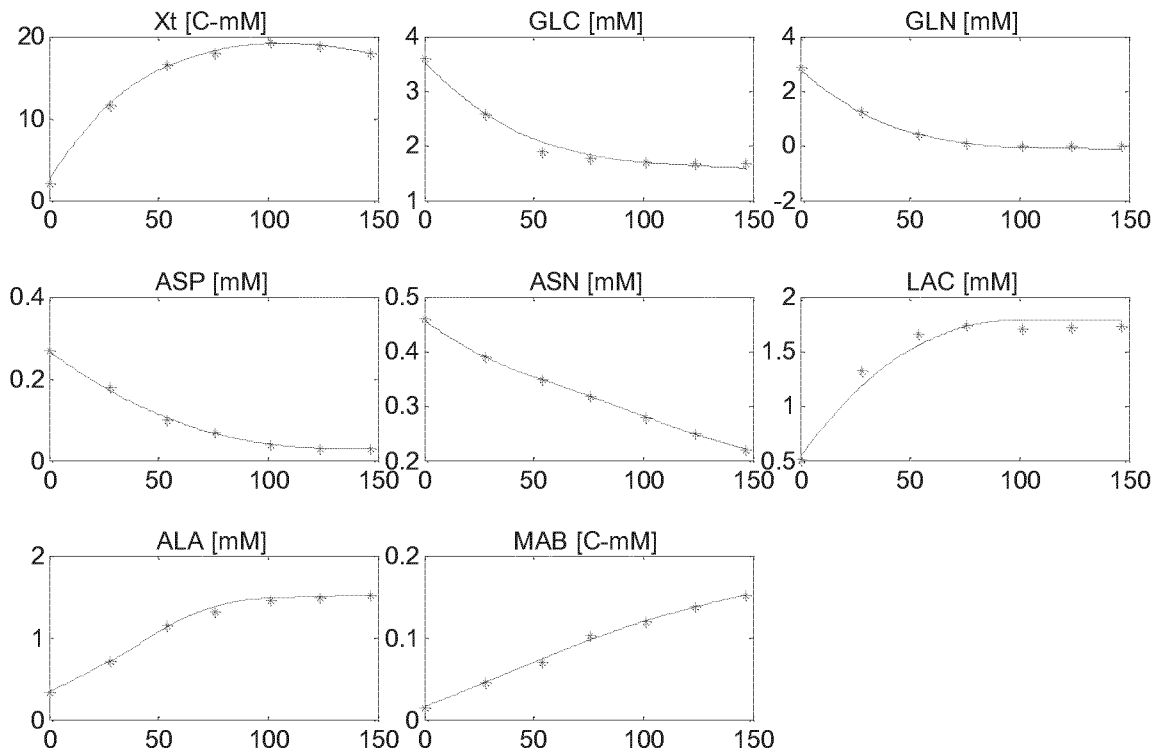 Xt [C-mM] GLC [mM] GLN [mM]
20 4 4
3 2
10 2 0
0 1 -2
0 50 100 150 0 50 100 150 0 50 100 150
ASP [mM] ASN [mM] LAC [mM]
0.4 0.5 2
0.4 1.5
0.2 0.3 1
0 0.2 0.5
0 50 100 150 0 50 100 150 0 50 100 150
ALA [mM] MAB [C-mM]
2 0.2
1 0.1
0 0
0 50 100 150 0 50 100 150